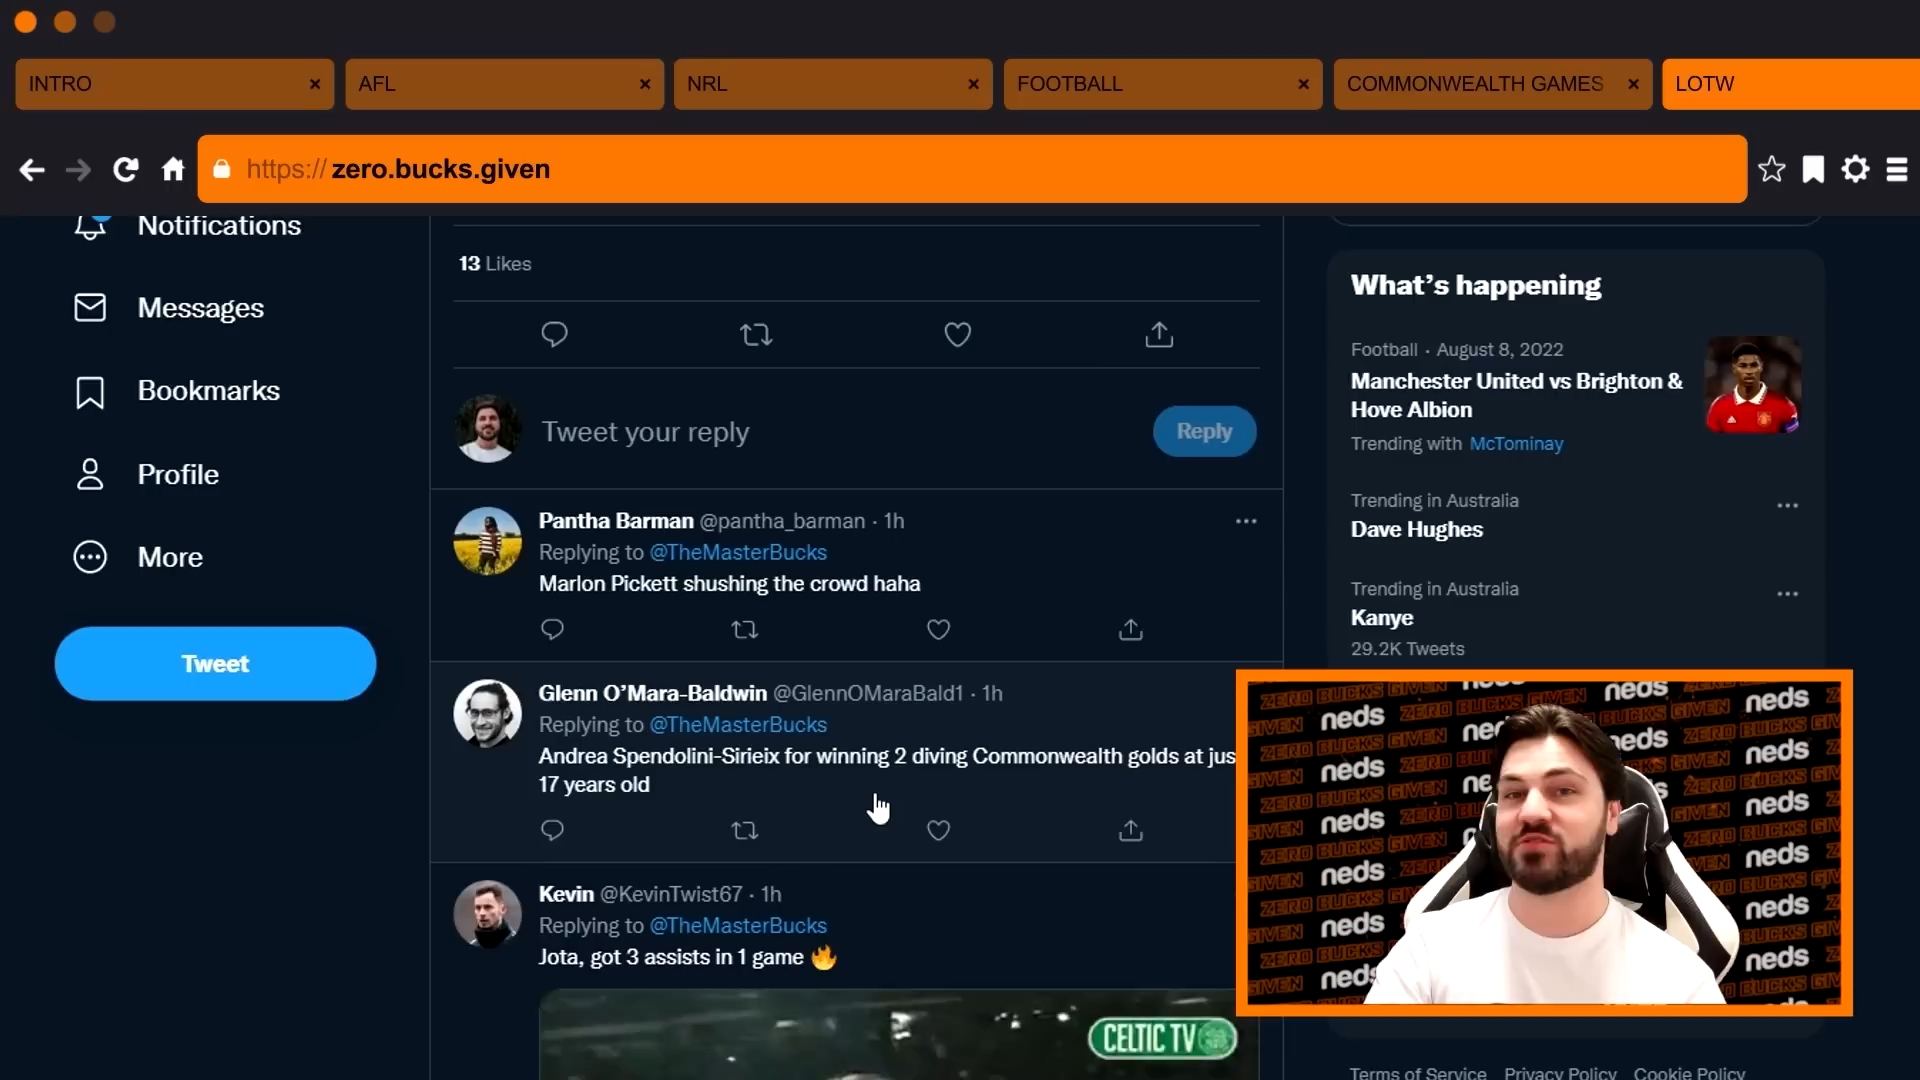 INTRO ×
AFL ×
NRL ×
FOOTBALL ×
COMMONWEALTH GAMES ×
LOTW
https:// zero.bucks.given
Notifications
Messages
Bookmarks
Profile
More
Tweet
13 Likes
Tweet your reply
Reply
Pantha Barman @pantha_barman · 1h
Replying to @TheMasterBucks
Marlon Pickett shushing the crowd haha
Glenn O’Mara-Baldwin @GlennOMaraBald1 · 1h
Replying to @TheMasterBucks
Andrea Spendolini-Sirieix for winning 2 diving Commonwealth golds at jus
17 years old
Kevin @KevinTwist67 · 1h
Replying to @TheMasterBucks
Jota, got 3 assists in 1 game 🔥
CELTIC TV
What’s happening
Football · August 8, 2022
Manchester United vs Brighton &
Hove Albion
Trending with McTominay
Trending in Australia
Dave Hughes
Trending in Australia
Kanye
29.2K Tweets
ZERO BUCKS GIVEN
neds
Terms of Service Privacy Policy Cookie Policy